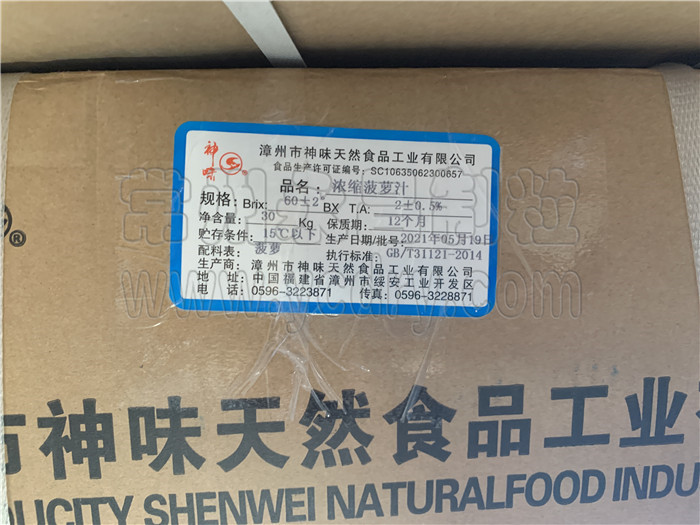 神味
漳州市神味天然食品工业有限公司
食品生产许可证编号：SC10635062300857
品名：浓缩菠萝汁
规格：Brix: 60±2° BX T.A: 2±0.5%
净含量：30 Kg 保质期：12个月
贮存条件：15℃以下 生产日期/批号：2021年05月19日
配料表：菠萝 执行标准：GB/T31121-2014
生产商：漳州市神味天然食品工业有限公司
地 址：中国福建省漳州市绥安工业开发区
电 话：0596-3223871 传真：0596-3228871
®
市神味天然食品工业
LICITY SHENWEI NATURALFOOD INDU